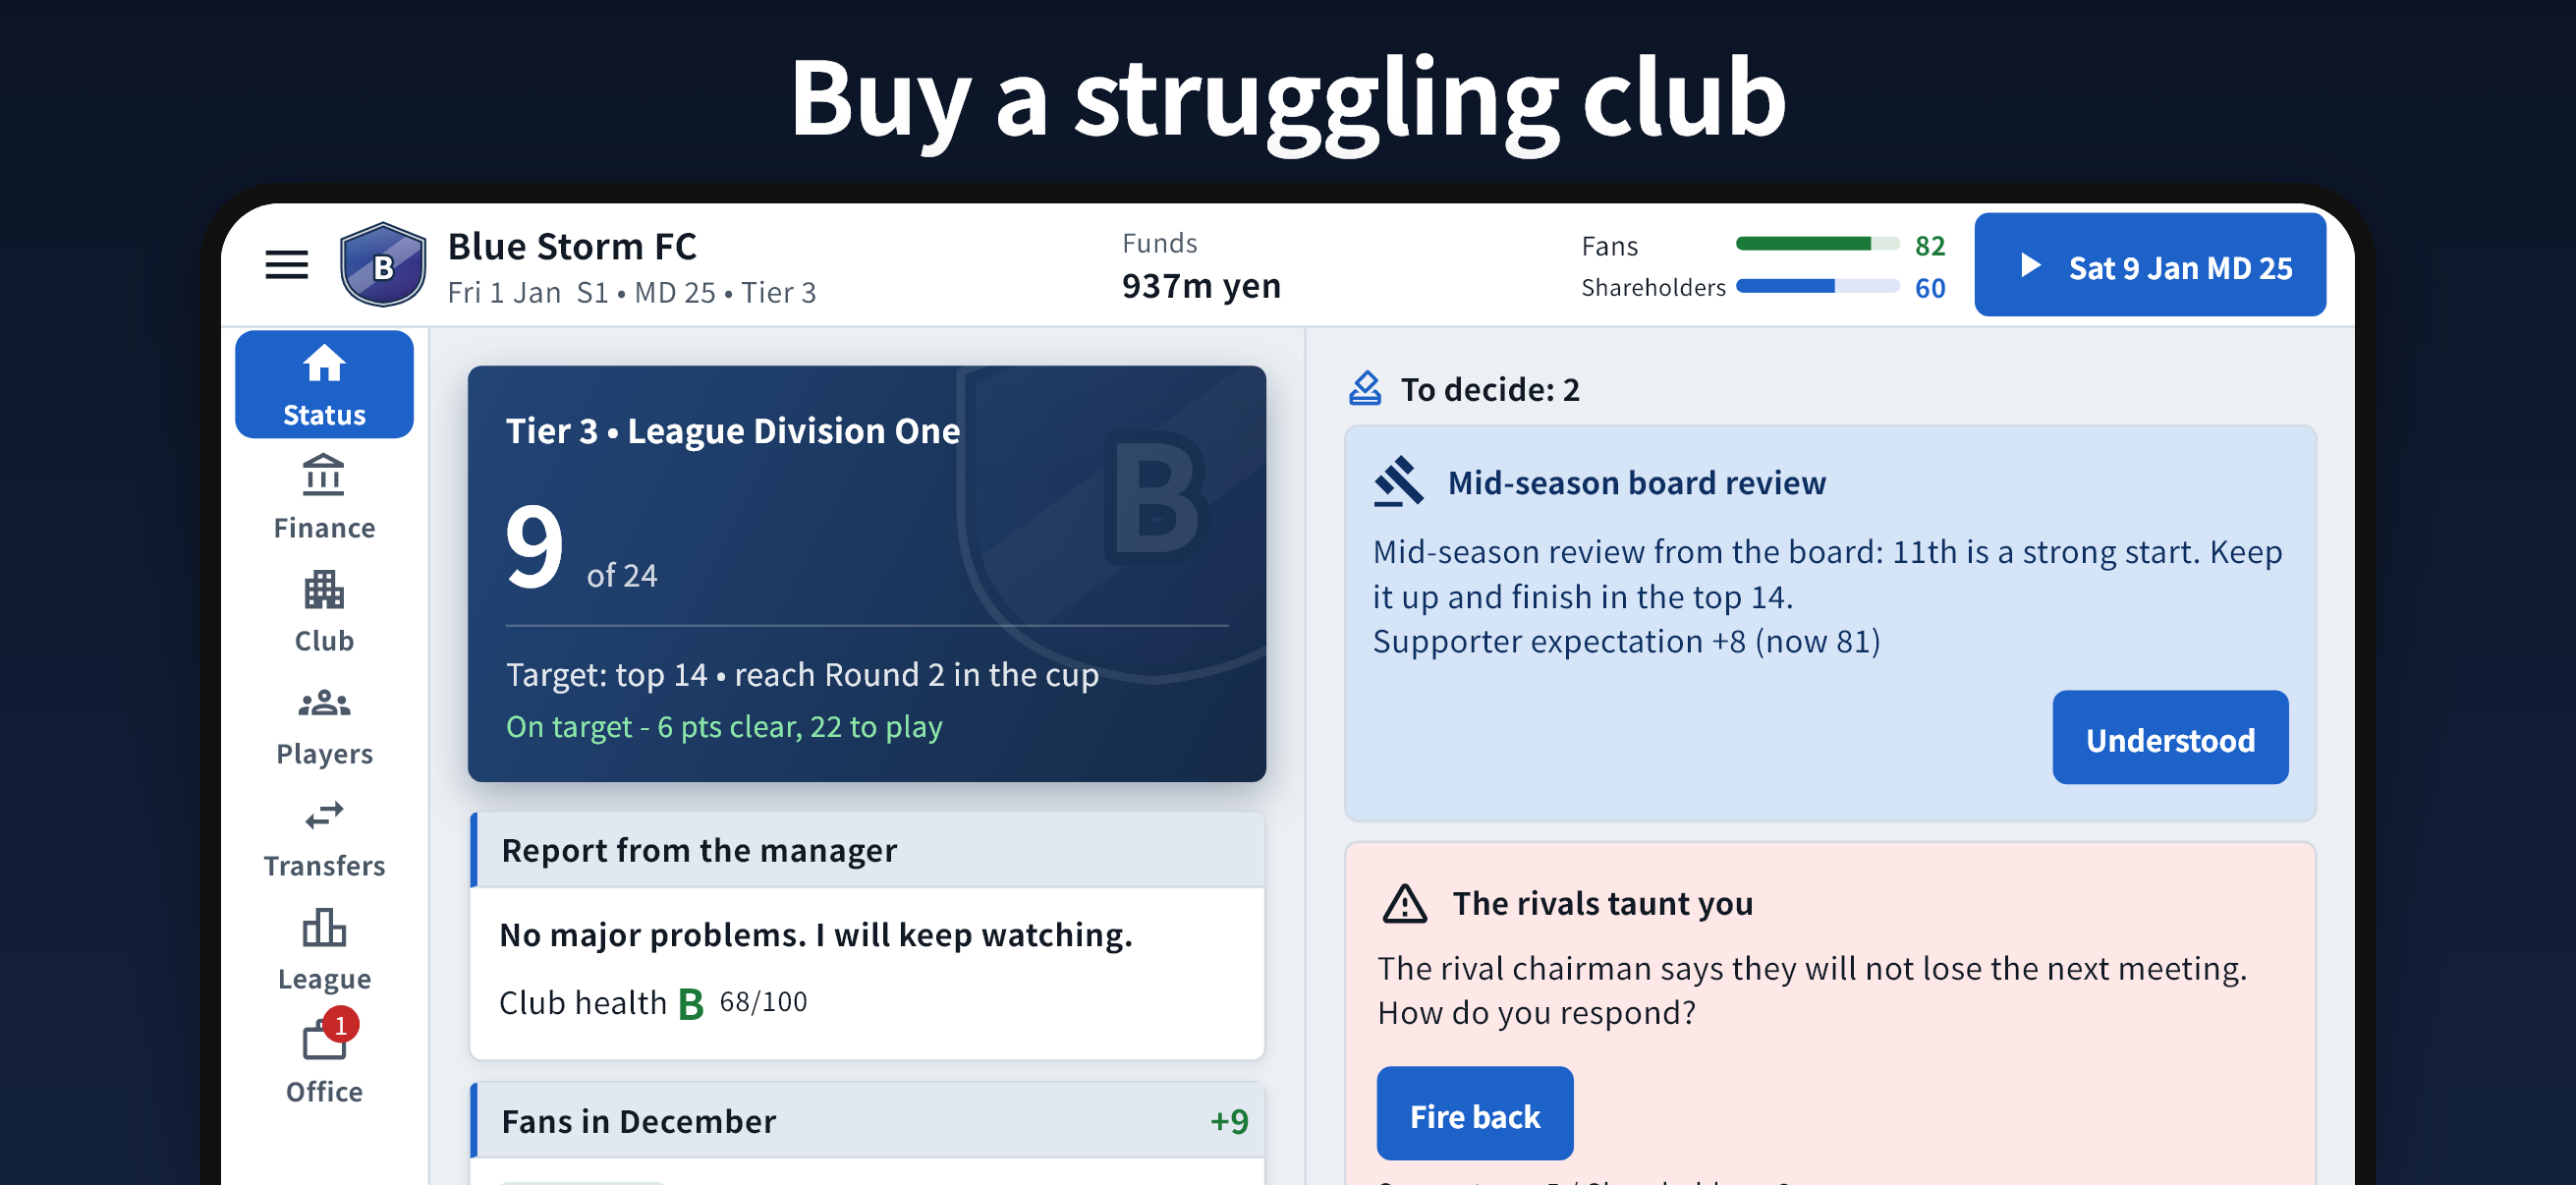 Buy a struggling club
B
Blue Storm FC
Fri 1 Jan S1 • MD 25 • Tier 3
Funds
937m yen
Fans 82
Shareholders 60
Sat 9 Jan MD 25
Status
Finance
Club
Players
Transfers
League
1
Office
Tier 3 • League Division One
B
9 of 24
Target: top 14 • reach Round 2 in the cup
On target - 6 pts clear, 22 to play
Report from the manager
No major problems. I will keep watching.
Club health B 68/100
Fans in December +9
To decide: 2
Mid-season board review
Mid-season review from the board: 11th is a strong start. Keep
it up and finish in the top 14.
Supporter expectation +8 (now 81)
Understood
The rivals taunt you
The rival chairman says they will not lose the next meeting.
How do you respond?
Fire back